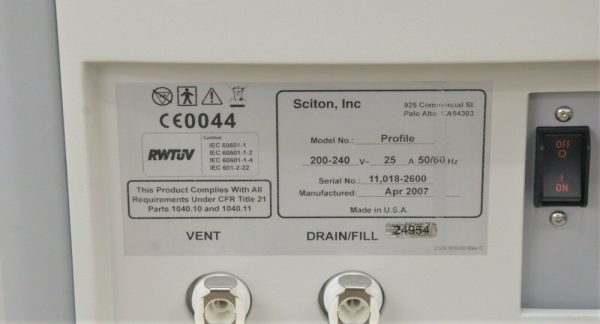 CE0044
RWTÜV
Certified
IEC 60601-1
IEC 60601-1-2
IEC 60601-1-4
IEC 601-2-22
This Product Complies With All
Requirements Under CFR Title 21
Parts 1040.10 and 1040.11
Sciton, Inc
925 Commercial St.
Palo Alto, CA94303
Model No.: Profile
200-240 V~ 25 A 50/60 Hz
Serial No.: 11,018-2600
Manufactured: Apr 2007
Made in U.S.A.
VENT
DRAIN/FILL
24954
OFF
O
I
ON